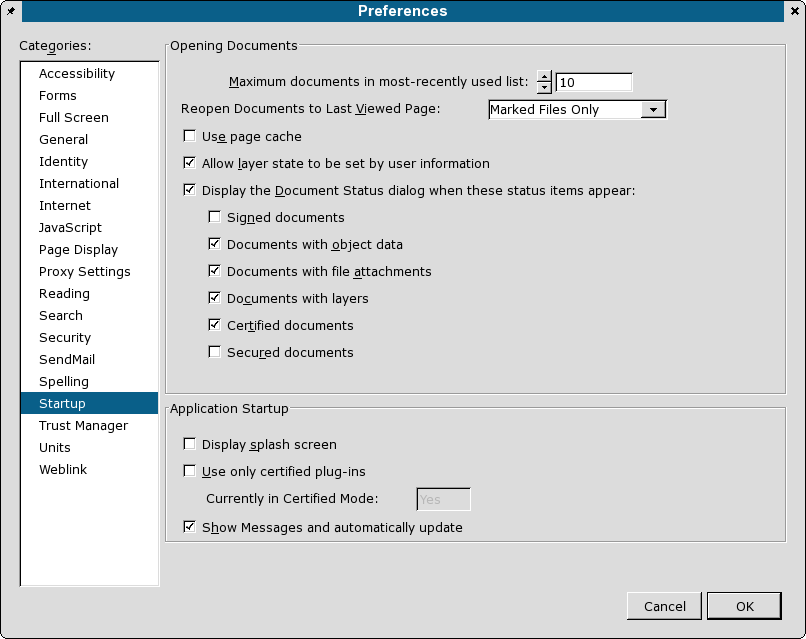 Preferences
Categories:
Accessibility
Forms
Full Screen
General
Identity
International
Internet
JavaScript
Page Display
Proxy Settings
Reading
Search
Security
SendMail
Spelling
Startup
Trust Manager
Units
Weblink
Opening Documents
Maximum documents in most-recently used list: 10
Reopen Documents to Last Viewed Page: Marked Files Only
Use page cache
Allow layer state to be set by user information
Display the Document Status dialog when these status items appear:
Signed documents
Documents with object data
Documents with file attachments
Documents with layers
Certified documents
Secured documents
Application Startup
Display splash screen
Use only certified plug-ins
Currently in Certified Mode: Yes
Show Messages and automatically update
Cancel OK